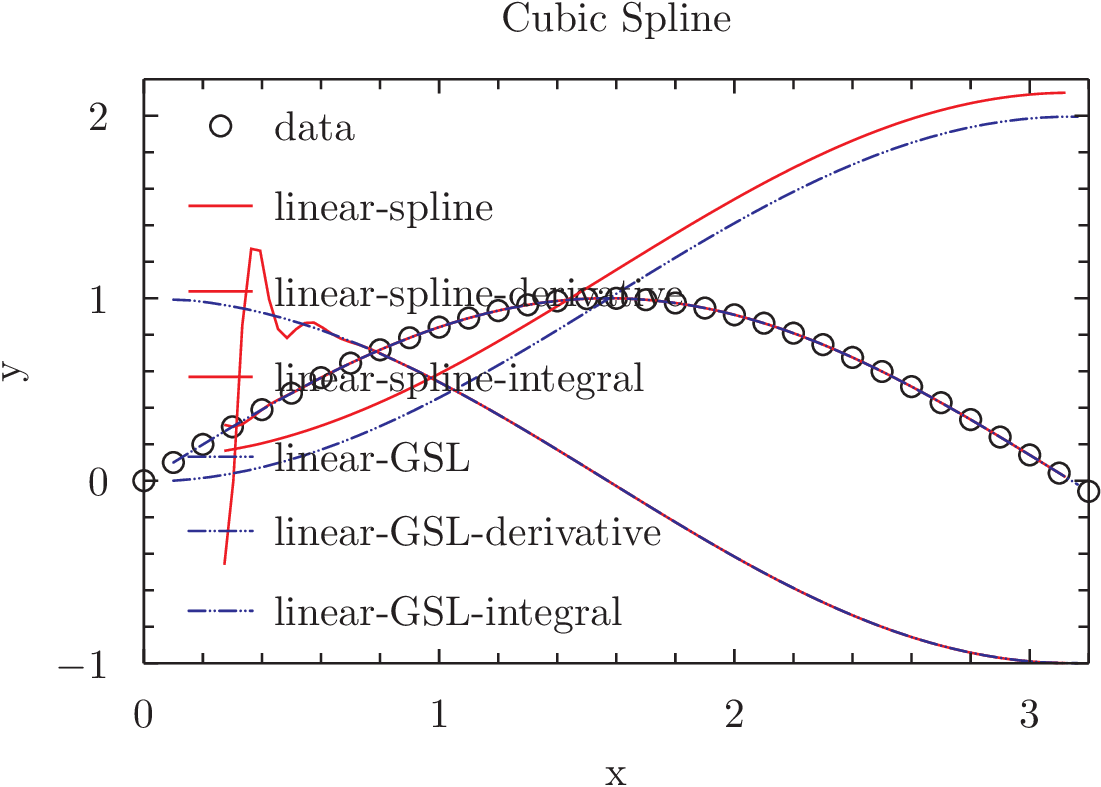 Cubic Spline
2
data
linear-spline
1
linear-spline-derivative
y
linear-spline-integral
0
linear-GSL
linear-GSL-derivative
linear-GSL-integral
−1
0 1 2 3
x